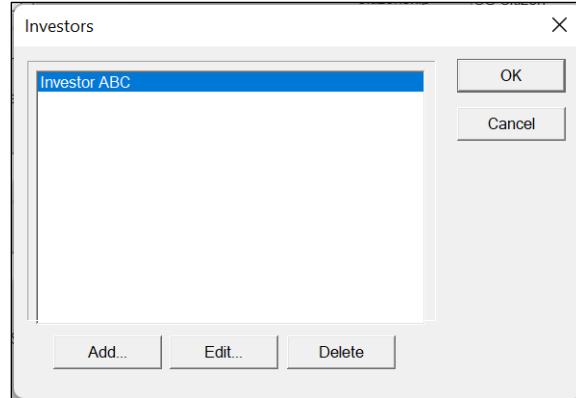 Investors
Investor ABC
OK
Cancel
Add...
Edit...
Delete